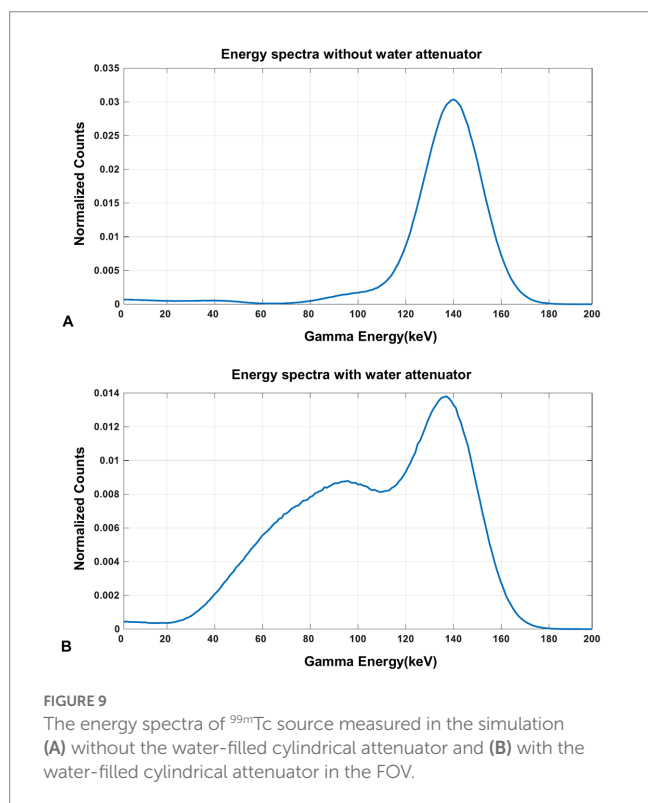 Energy spectra without water attenuator
0.035
0.03
0.025
0.02
0.015
0.01
0.005
0
Normalized Counts
0 20 40 60 80 100 120 140 160 180 200
Gamma Energy(keV)
A
Energy spectra with water attenuator
0.014
0.012
0.01
0.008
0.006
0.004
0.002
0
Normalized Counts
0 20 40 60 80 100 120 140 160 180 200
Gamma Energy(keV)
B
FIGURE 9
The energy spectra of ⁹⁹ᵐTc source measured in the simulation
(A) without the water-filled cylindrical attenuator and (B) with the
water-filled cylindrical attenuator in the FOV.